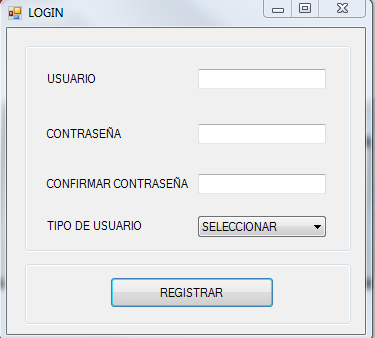 LOGIN
USUARIO
CONTRASEÑA
CONFIRMAR CONTRASEÑA
TIPO DE USUARIO SELECCIONAR
REGISTRAR